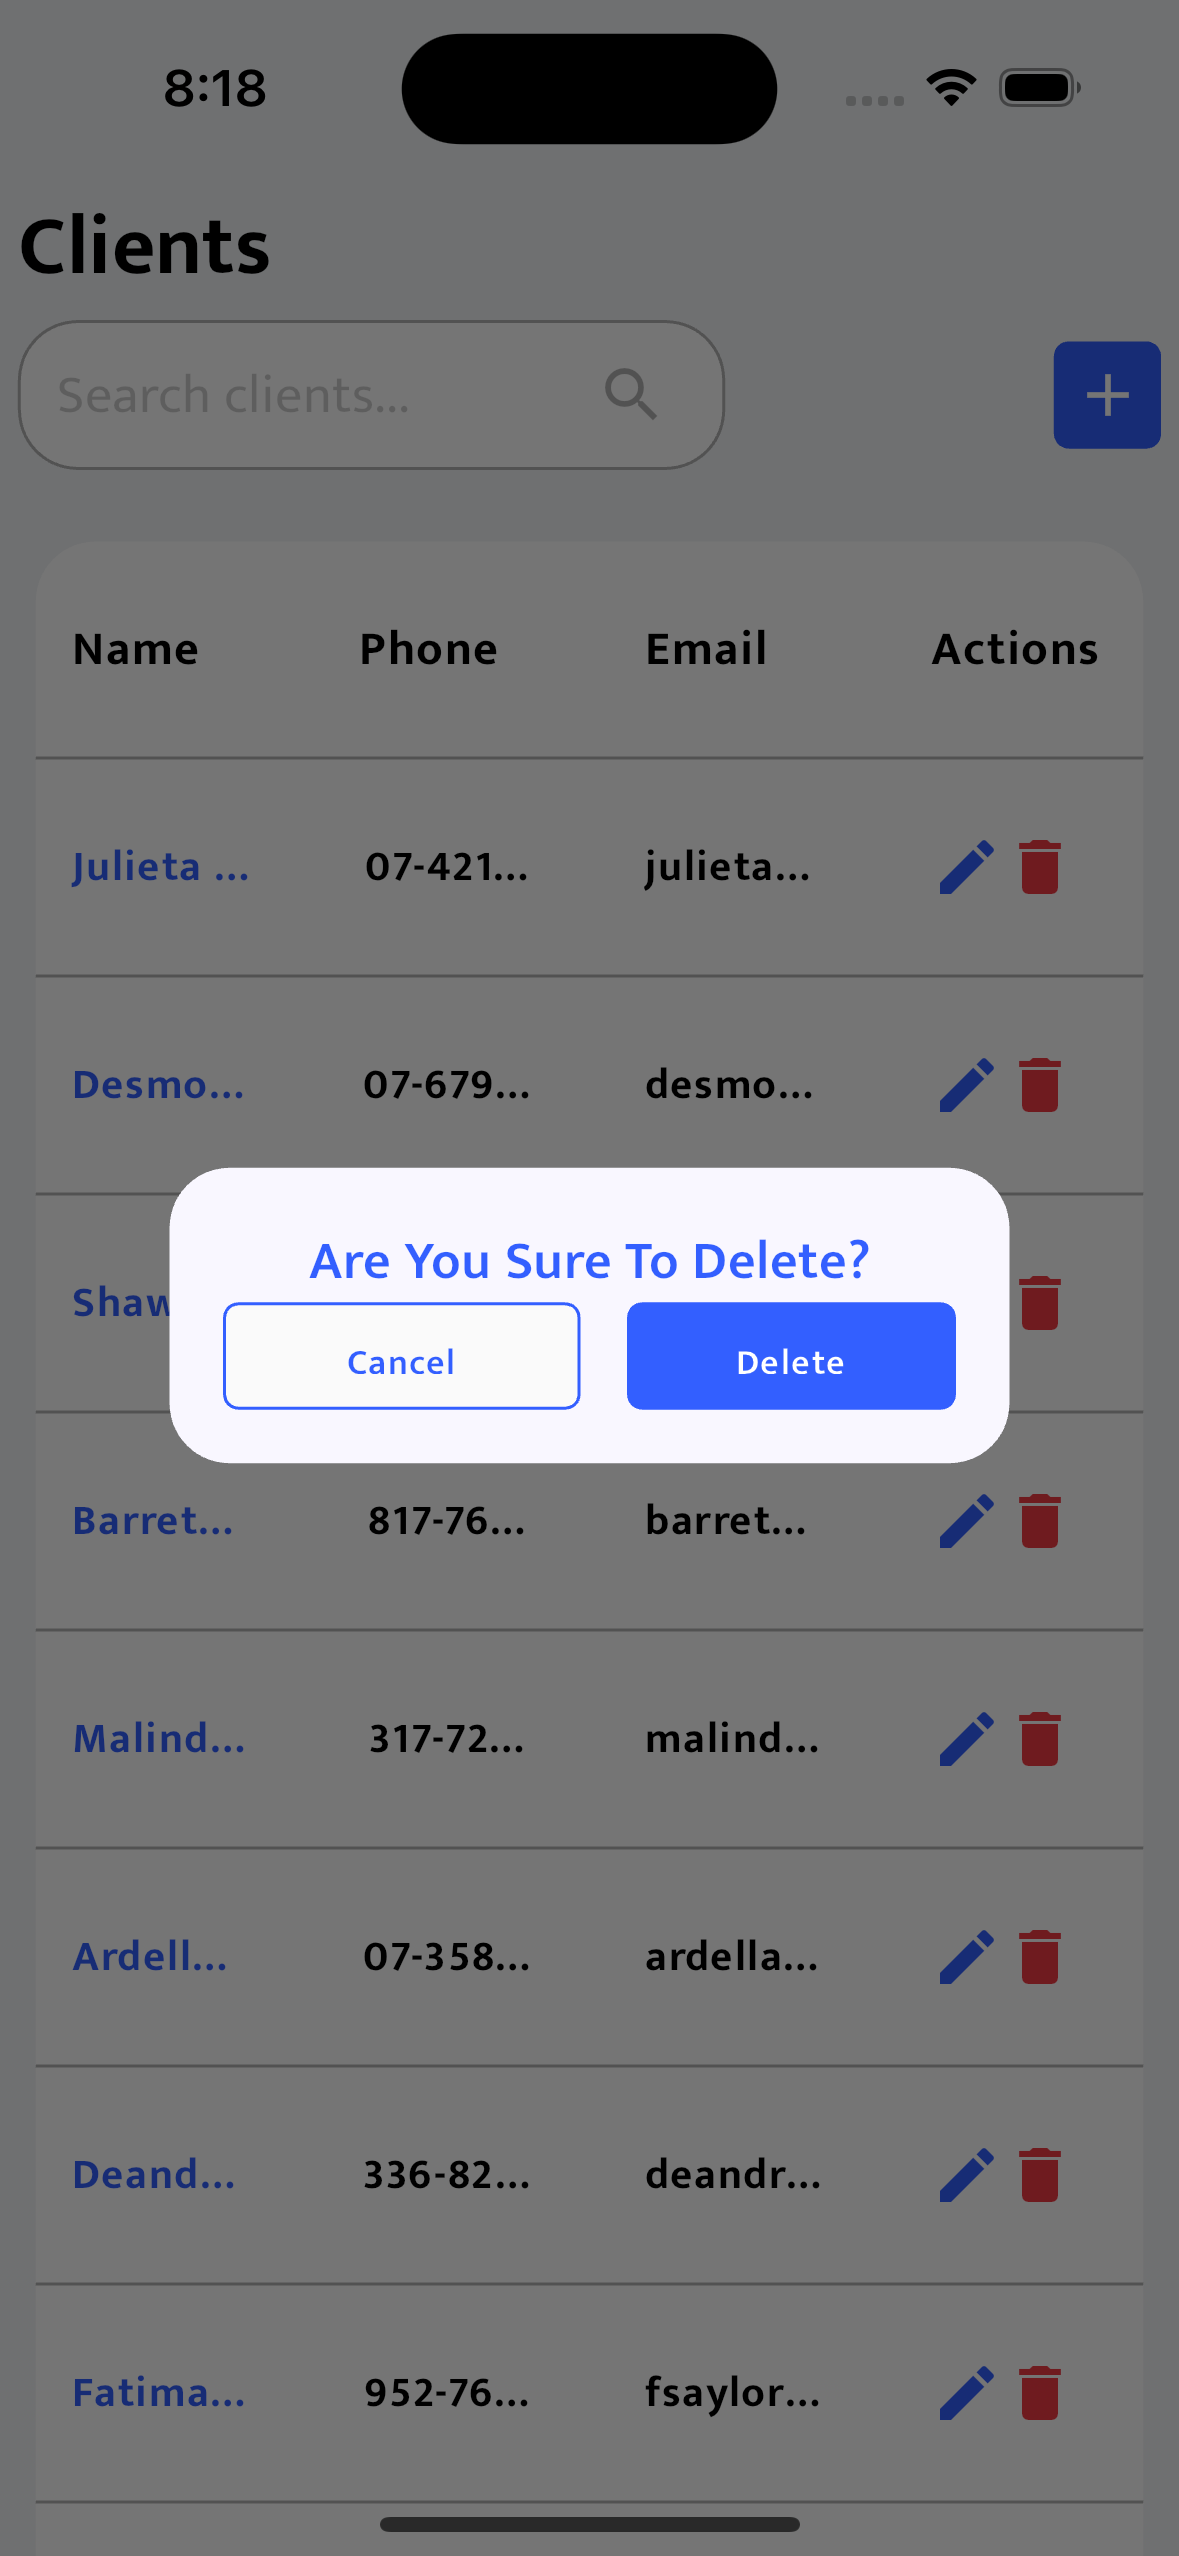 8:18
Clients
Search clients...
Name Phone Email Actions
Julieta ... 07-421... julieta...
Desmo... 07-679... desmo...
Shaw
Are You Sure To Delete?
Cancel Delete
Barret... 817-76... barret...
Malind... 317-72... malind...
Ardell... 07-358... ardella...
Deand... 336-82... deandr...
Fatima... 952-76... fsaylor...